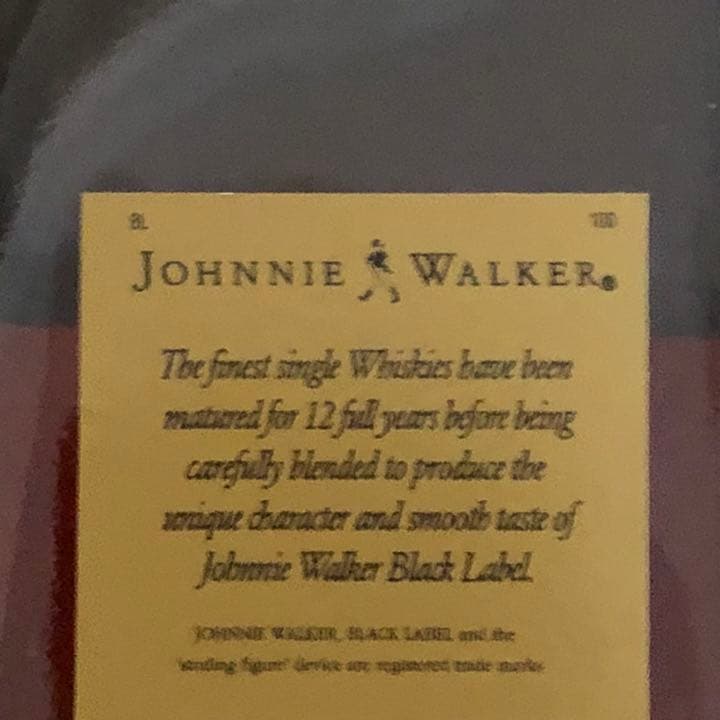 BL
JOHNNIE WALKER®
The finest single Whiskies have been
matured for 12 full years before being
carefully blended to produce the
unique character and smooth taste of
Johnnie Walker Black Label.
JOHNNIE WALKER, BLACK LABEL and the
'striding figure' device are registered trade marks